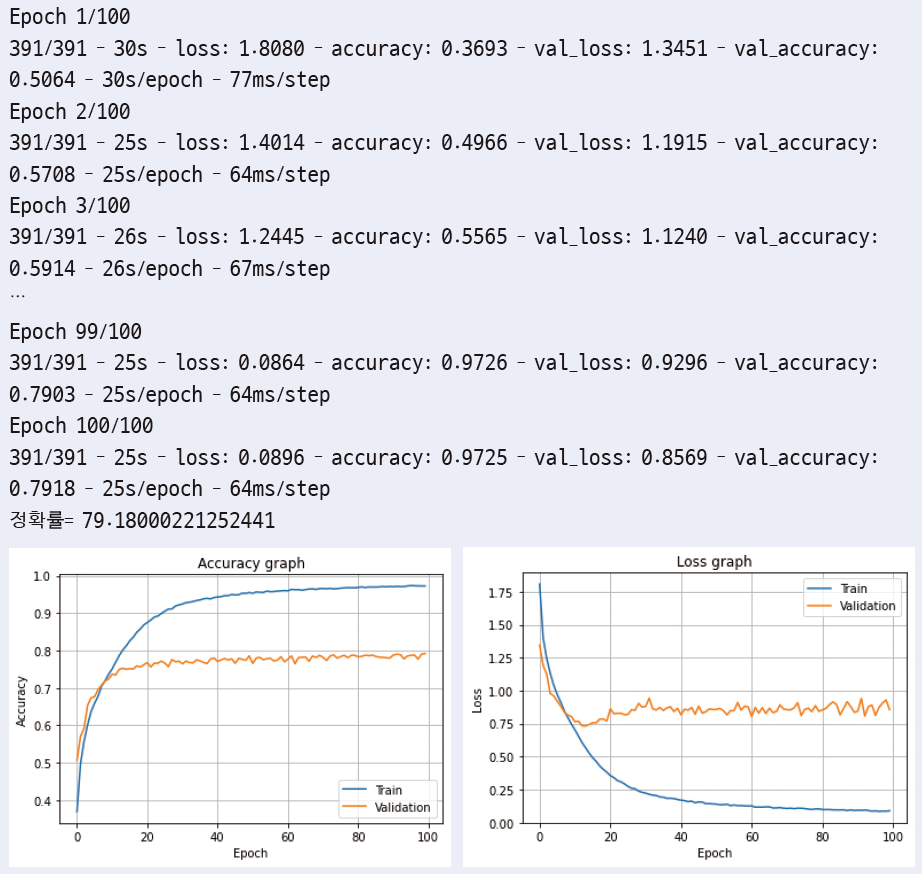 Epoch 1/100
391/391 - 30s - loss: 1.8080 - accuracy: 0.3693 - val_loss: 1.3451 - val_accuracy:
0.5064 - 30s/epoch - 77ms/step
Epoch 2/100
391/391 - 25s - loss: 1.4014 - accuracy: 0.4966 - val_loss: 1.1915 - val_accuracy:
0.5708 - 25s/epoch - 64ms/step
Epoch 3/100
391/391 - 26s - loss: 1.2445 - accuracy: 0.5565 - val_loss: 1.1240 - val_accuracy:
0.5914 - 26s/epoch - 67ms/step
…
Epoch 99/100
391/391 - 25s - loss: 0.0864 - accuracy: 0.9726 - val_loss: 0.9296 - val_accuracy:
0.7903 - 25s/epoch - 64ms/step
Epoch 100/100
391/391 - 25s - loss: 0.0896 - accuracy: 0.9725 - val_loss: 0.8569 - val_accuracy:
0.7918 - 25s/epoch - 64ms/step
정확률= 79.18000221252441
Accuracy graph
1.0
0.9
0.8
0.7
0.6
0.5
0.4
Accuracy
Train
Validation
0 20 40 60 80 100
Epoch
Loss graph
1.75
1.50
1.25
1.00
0.75
0.50
0.25
0.00
Loss
Train
Validation
0 20 40 60 80 100
Epoch